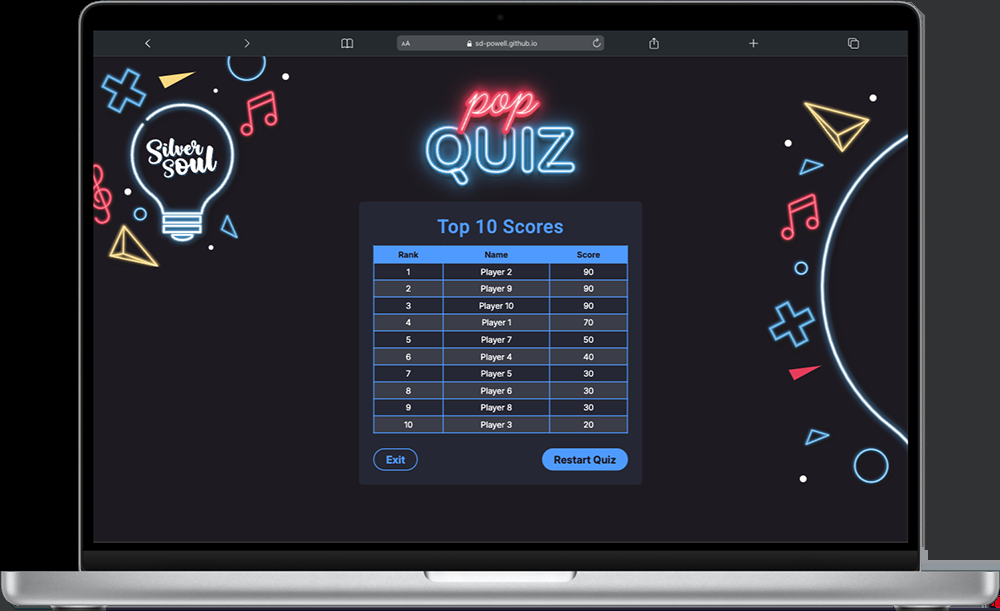 AA sd-powell.github.io
Silver
Soul
pop
QUIZ
Top 10 Scores
Rank Name Score
1 Player 2 90
2 Player 9 90
3 Player 10 90
4 Player 1 70
5 Player 7 50
6 Player 4 40
7 Player 5 30
8 Player 6 30
9 Player 8 30
10 Player 3 20
Exit Restart Quiz